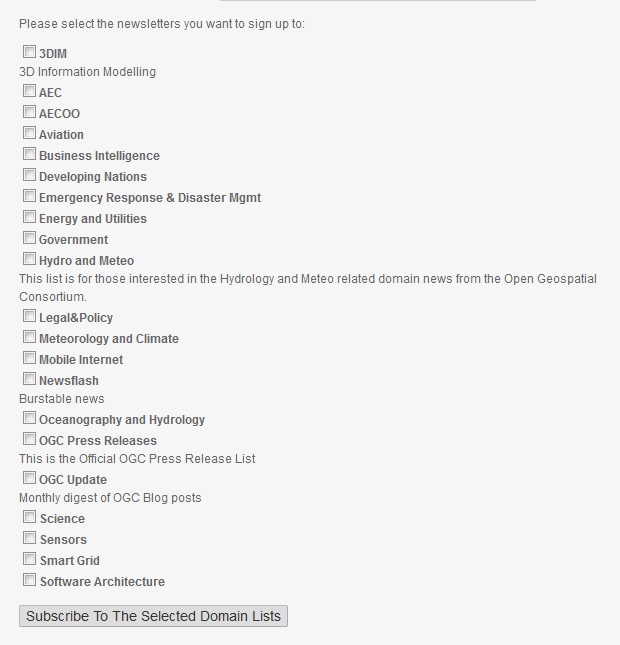 Please select the newsletters you want to sign up to:
3DIM
3D Information Modelling
AEC
AECOO
Aviation
Business Intelligence
Developing Nations
Emergency Response & Disaster Mgmt
Energy and Utilities
Government
Hydro and Meteo
This list is for those interested in the Hydrology and Meteo related domain news from the Open Geospatial
Consortium.
Legal&Policy
Meteorology and Climate
Mobile Internet
Newsflash
Burstable news
Oceanography and Hydrology
OGC Press Releases
This is the Official OGC Press Release List
OGC Update
Monthly digest of OGC Blog posts
Science
Sensors
Smart Grid
Software Architecture
Subscribe To The Selected Domain Lists